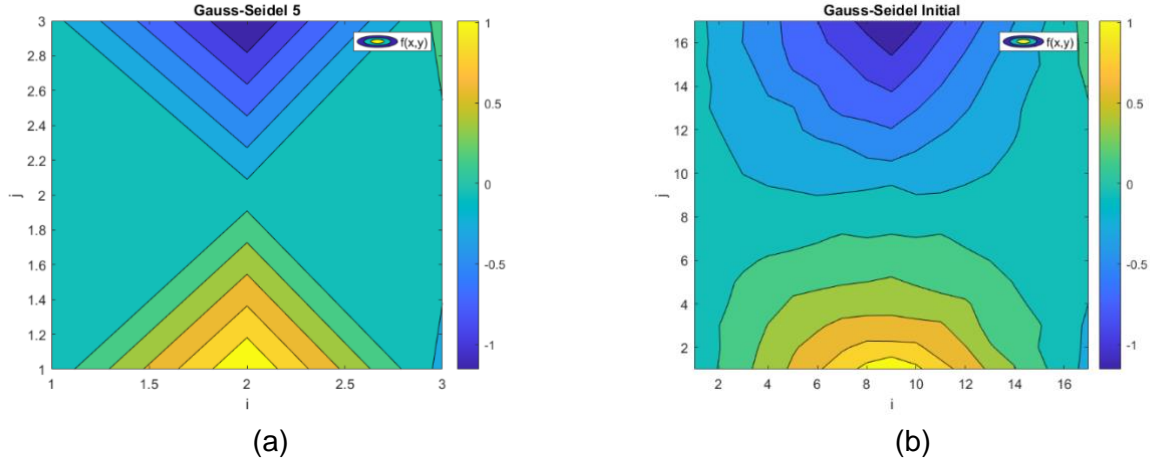 Gauss-Seidel 5
f(x,y)
3
2.8
2.6
2.4
2.2
2
1.8
1.6
1.4
1.2
1
j
1 1.5 2 2.5 3
i
1
0.5
0
-0.5
-1
(a)
Gauss-Seidel Initial
f(x,y)
16
14
12
10
8
6
4
2
j
2 4 6 8 10 12 14 16
i
1
0.5
0
-0.5
-1
(b)